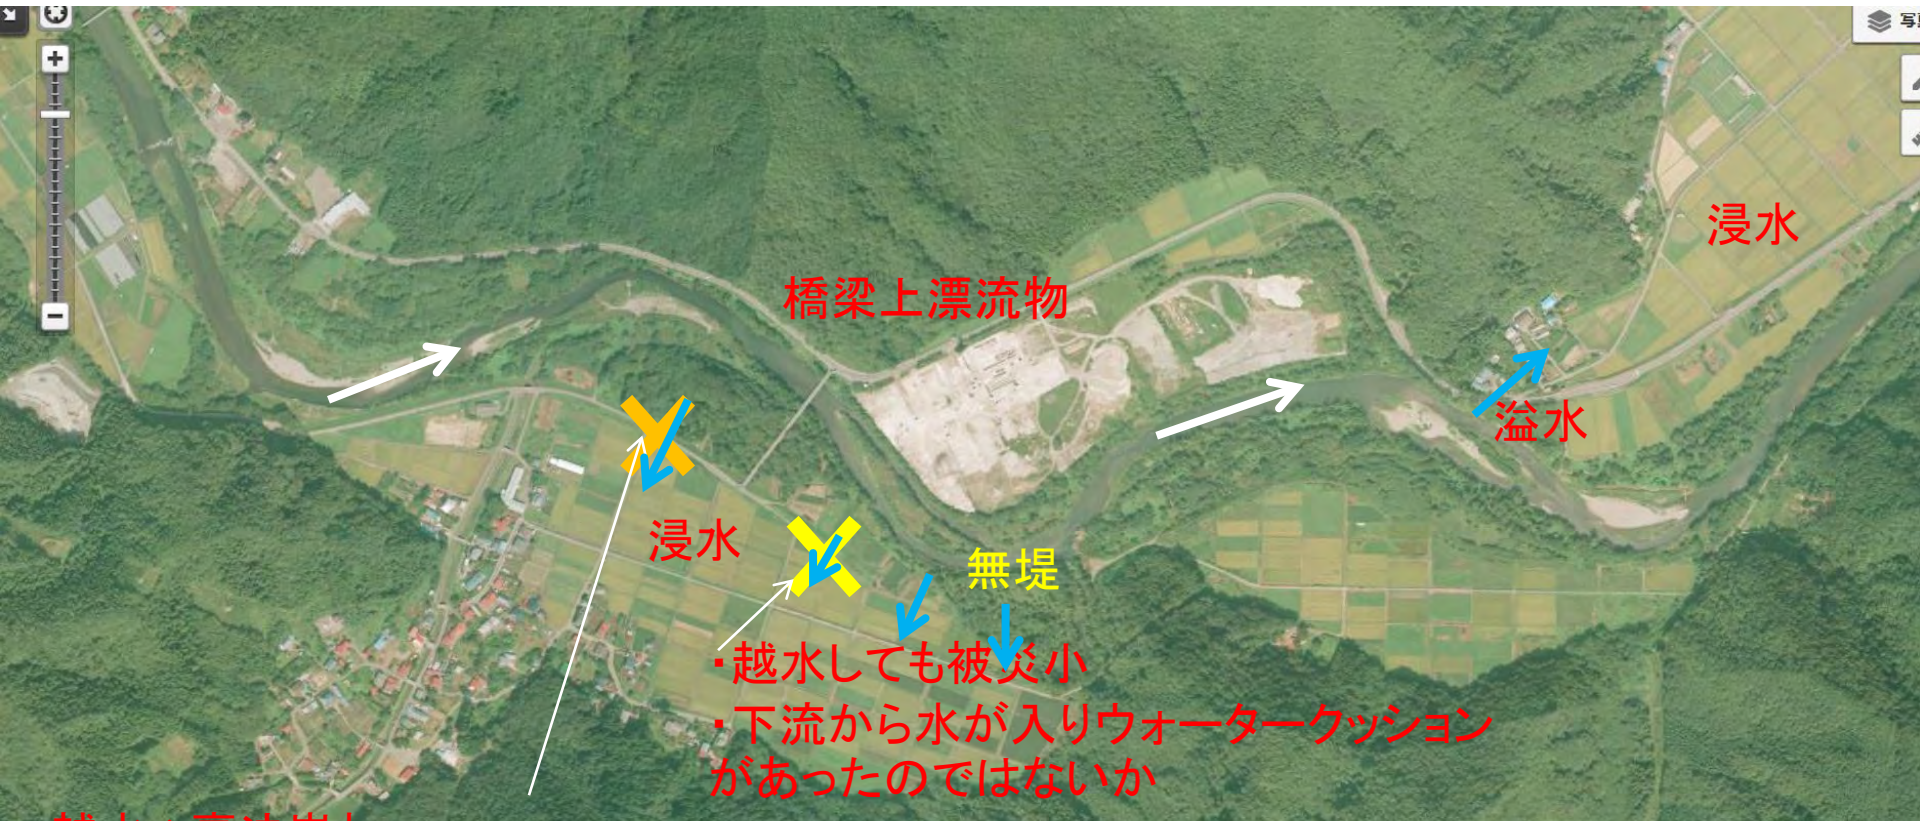 写
浸水
橋梁上漂流物
溢水
浸水
無堤
・越水しても被災小
・下流から水が入りウォータークッション
があったのではないか